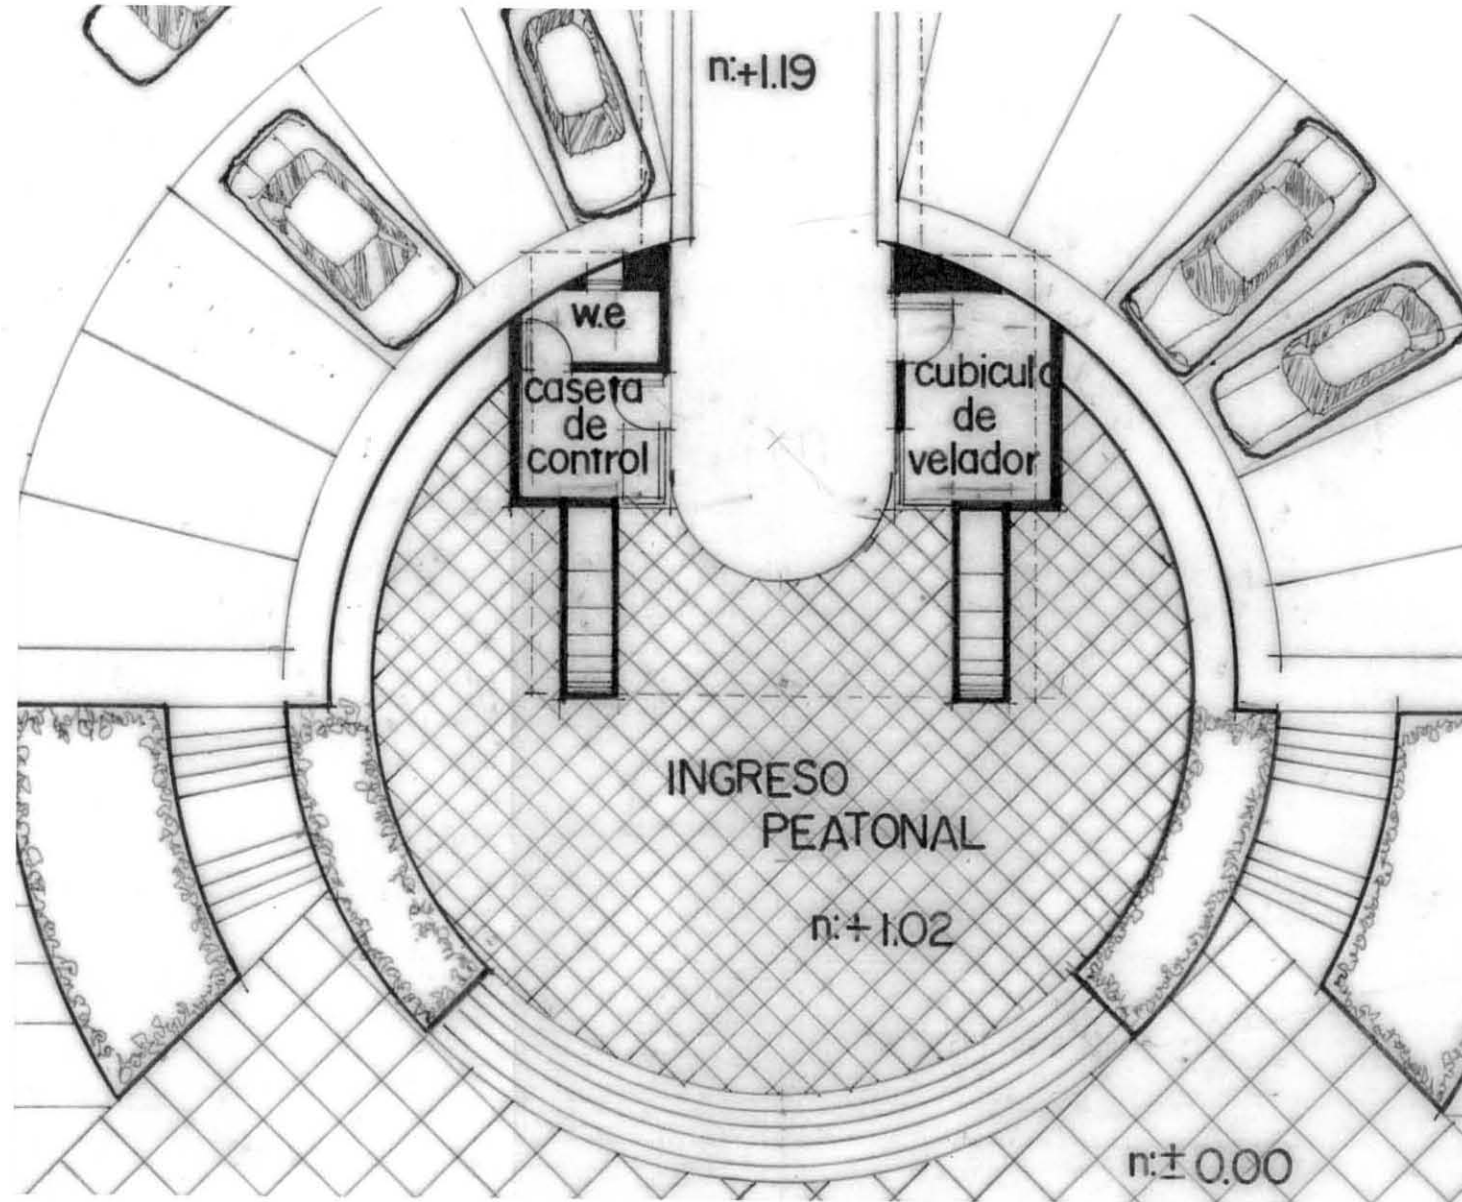 n:+1.19
w.e
caseta
de
control
cubiculo
de
velador
INGRESO
PEATONAL
n:+1.02
n:±0.00